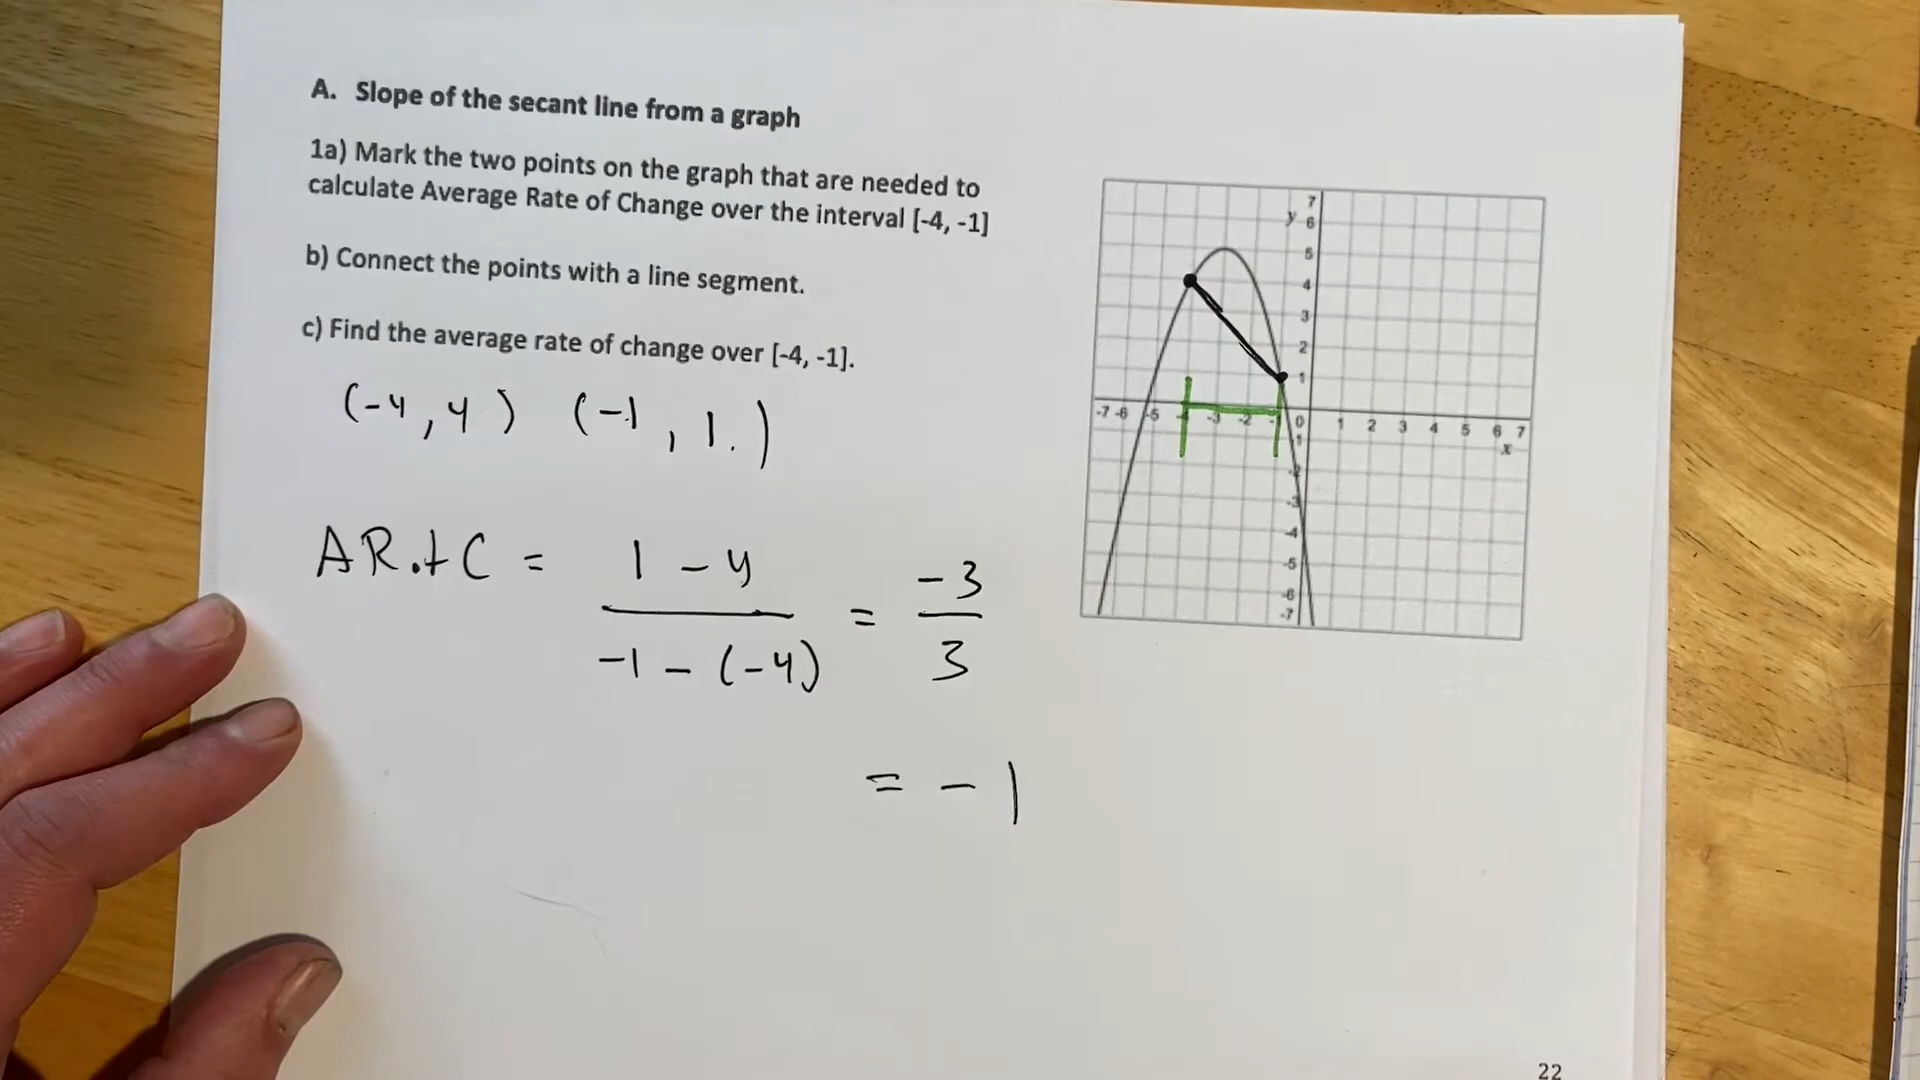 A. Slope of the secant line from a graph
1a) Mark the two points on the graph that are needed to
calculate Average Rate of Change over the interval [-4, -1]
b) Connect the points with a line segment.
c) Find the average rate of change over [-4, -1].
(-4, 4) (-1, 1.)
AR.+C = 1 - 4 = -3
-1 - (-4) 3
= - 1
7
y 6
5
4
3
2
1
-7 -6 -5 -4 -3 -2 -1 0 1 2 3 4 5 6 7
x
-1
-2
-3
-4
-5
-6
-7
22